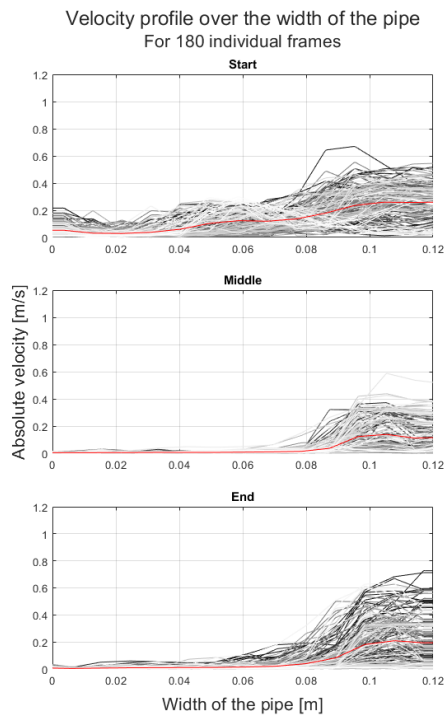 Velocity profile over the width of the pipe
For 180 individual frames
Start
1.2
1
0.8
0.6
0.4
0.2
0
0 0.02 0.04 0.06 0.08 0.1 0.12
Middle
Absolute velocity [m/s]
1.2
1
0.8
0.6
0.4
0.2
0
0 0.02 0.04 0.06 0.08 0.1 0.12
End
1.2
1
0.8
0.6
0.4
0.2
0
0 0.02 0.04 0.06 0.08 0.1 0.12
Width of the pipe [m]